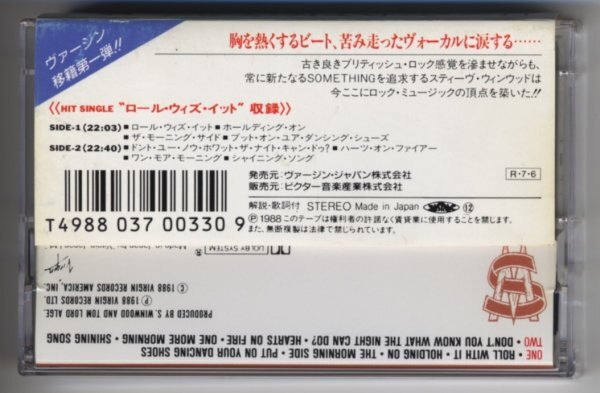 ヴァージン
移籍第一弾!!
胸を熱くするビート、苦み走ったヴォーカルに涙する……
古き良きブリティッシュ・ロック感覚を滲ませながらも、
常に新たなるSOMETHINGを追求するスティーヴ・ウィンウッドは
今ここにロック・ミュージックの頂点を築いた!!
《HIT SINGLE “ロール・ウィズ・イット” 収録》
SIDE-1 (22:03) ■ロール・ウィズ・イット ■ホールディング・オン
■ザ・モーニング・サイド ■プット・オン・ユア・ダンシング・シューズ
SIDE-2 (22:40) ■ドント・ユー・ノウ・ホワット・ザ・ナイト・キャン・ドゥ? ■ハーツ・オン・ファイアー
■ワン・モア・モーニング ■シャイニング・ソング
発売元：ヴァージン・ジャパン株式会社
販売元：ビクター音楽産業株式会社
R・7・6
解説・歌詞付 STEREO Made in Japan ⑫
Ⓟ1988 このテープは権利者の許諾なく賃貸業に使用することを禁じます。
また、無断複製は法律で禁じられています。
T4988 037 00330 9
ONE • ROLL WITH IT • HOLDING ON • THE MORNING SIDE • PUT ON YOUR DANCING SHOES
TWO • DON'T YOU KNOW WHAT THE NIGHT CAN DO? • HEARTS ON FIRE • ONE MORE MORNING • SHINING SONG
PRODUCED BY S. WINWOOD AND TOM LORD ALGE
Ⓟ 1988 VIRGIN RECORDS LTD.
© 1988 VIRGIN RECORDS AMERICA, INC.
Virgin
DOLBY SYSTEM